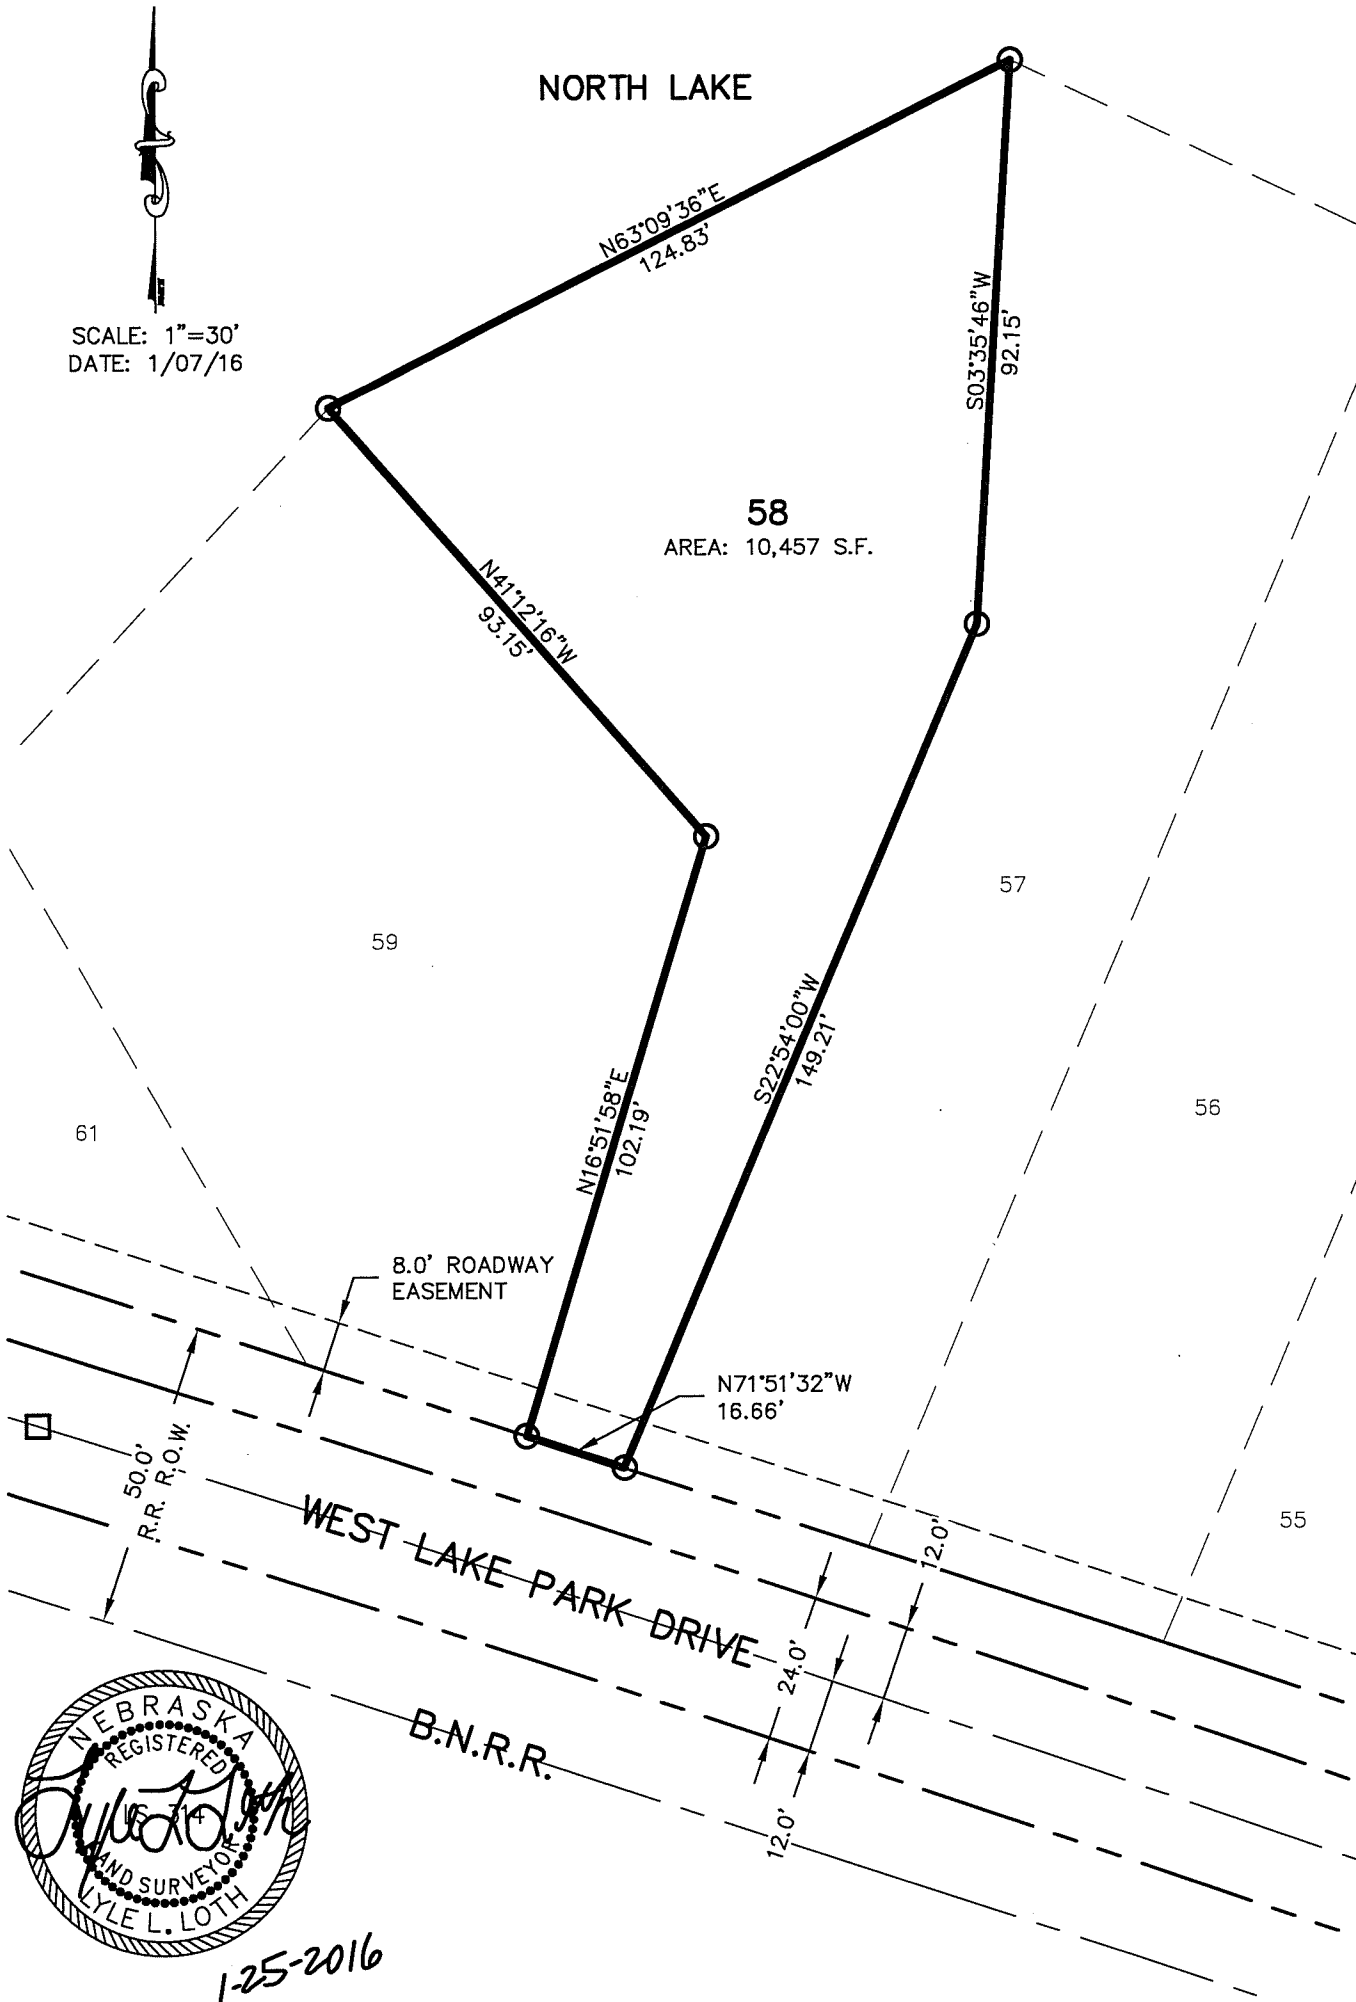 NORTH LAKE
SCALE: 1"=30'
DATE: 1/07/16
N63°09'36"E
124.83'
S03°35'46"W
92.15'
58
AREA: 10,457 S.F.
N41°12'16"W
93.15'
57
59
S22°54'00"W
149.21'
N16°51'58"E
102.19'
56
61
8.0' ROADWAY
EASEMENT
N71°51'32"W
16.66'
50.0'
R.R. R.O.W.
55
12.0'
WEST LAKE PARK DRIVE
24.0'
12.0'
B.N.R.R.
NEBRASKA
REGISTERED
LS 314
LAND SURVEYOR
LYLE L. LOTH
1-25-2016